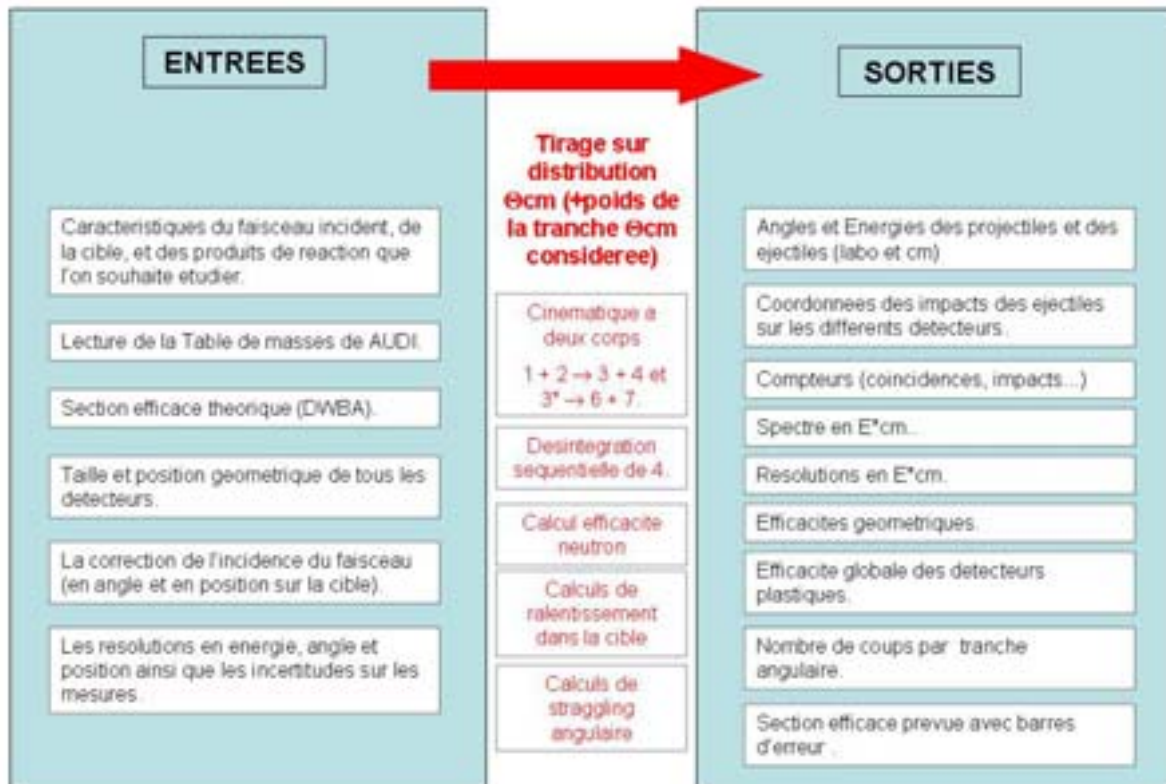 ENTREES
Caracteristiques du faisceau incident, de
la cible, et des produits de reaction que
l'on souhaite etudier.
Lecture de la Table de masses de AUDI.
Section efficace theorique (DWBA).
Taille et position geometrique de tous les
detecteurs.
La correction de l'incidence du faisceau
(en angle et en position sur la cible).
Les resolutions en energie, angle et
position ainsi que les incertitudes sur les
mesures.
Tirage sur
distribution
Θcm (+poids de
la tranche Θcm
consideree)
Cinematique a
deux corps
1 + 2 → 3 + 4 et
3* → 6 + 7.
Desintegration
sequentielle de 4.
Calcul efficacite
neutron
Calculs de
ralentissement
dans la cible
Calculs de
straggling
angulaire
SORTIES
Angles et Energies des projectiles et des
ejectiles (labo et cm)
Coordonnees des impacts des ejectiles
sur les differents detecteurs.
Compteurs (coincidences, impacts...)
Spectre en E*cm..
Resolutions en E*cm.
Efficacites geometriques.
Efficacite globale des detecteurs
plastiques.
Nombre de coups par tranche
angulaire.
Section efficace prevue avec barres
d'erreur .